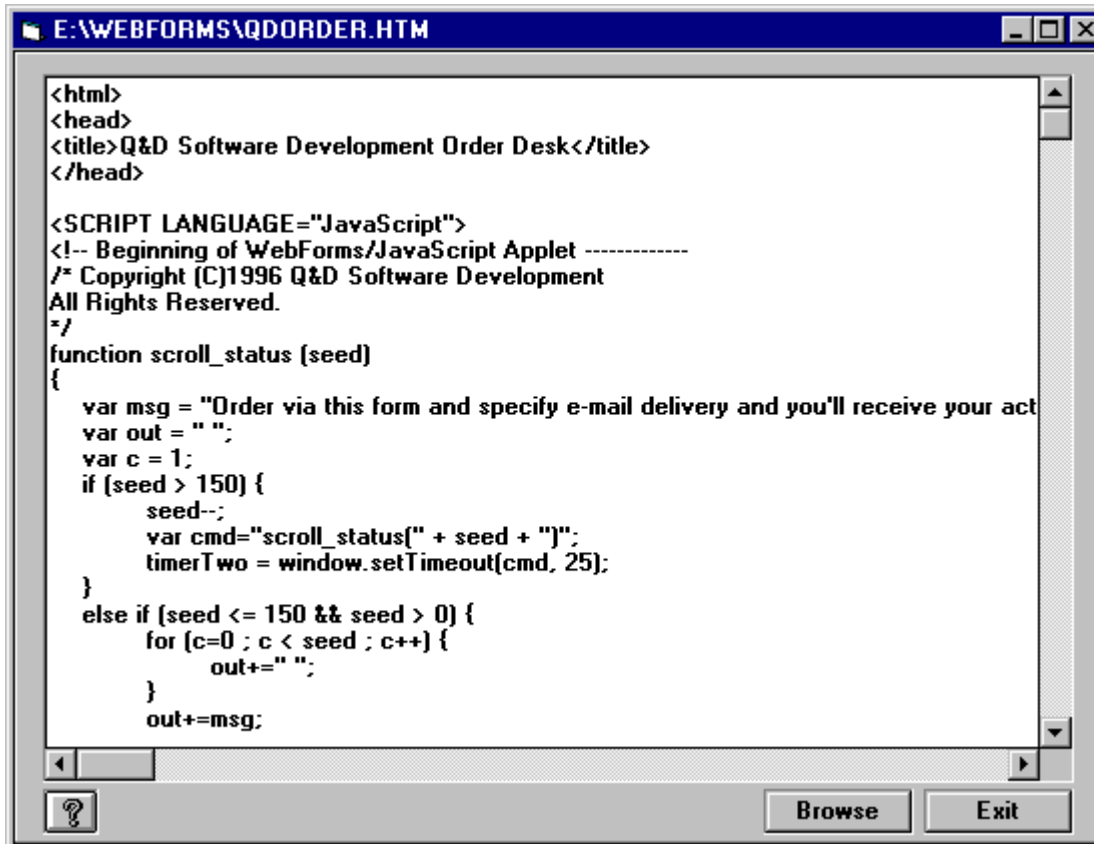 E:\WEBFORMS\QDORDER.HTM
<html>
<head>
<title>Q&D Software Development Order Desk</title>
</head>
<SCRIPT LANGUAGE="JavaScript">
<!-- Beginning of WebForms/JavaScript Applet -------------
/* Copyright (C)1996 Q&D Software Development
All Rights Reserved.
*/
function scroll_status (seed)
{
var msg = "Order via this form and specify e-mail delivery and you'll receive your act
var out = " ";
var c = 1;
if (seed > 150) {
seed--;
var cmd="scroll_status(" + seed + ")";
timerTwo = window.setTimeout(cmd, 25);
}
else if (seed <= 150 && seed > 0) {
for (c=0 ; c < seed ; c++) {
out+=" ";
}
out+=msg;
?
Browse
Exit